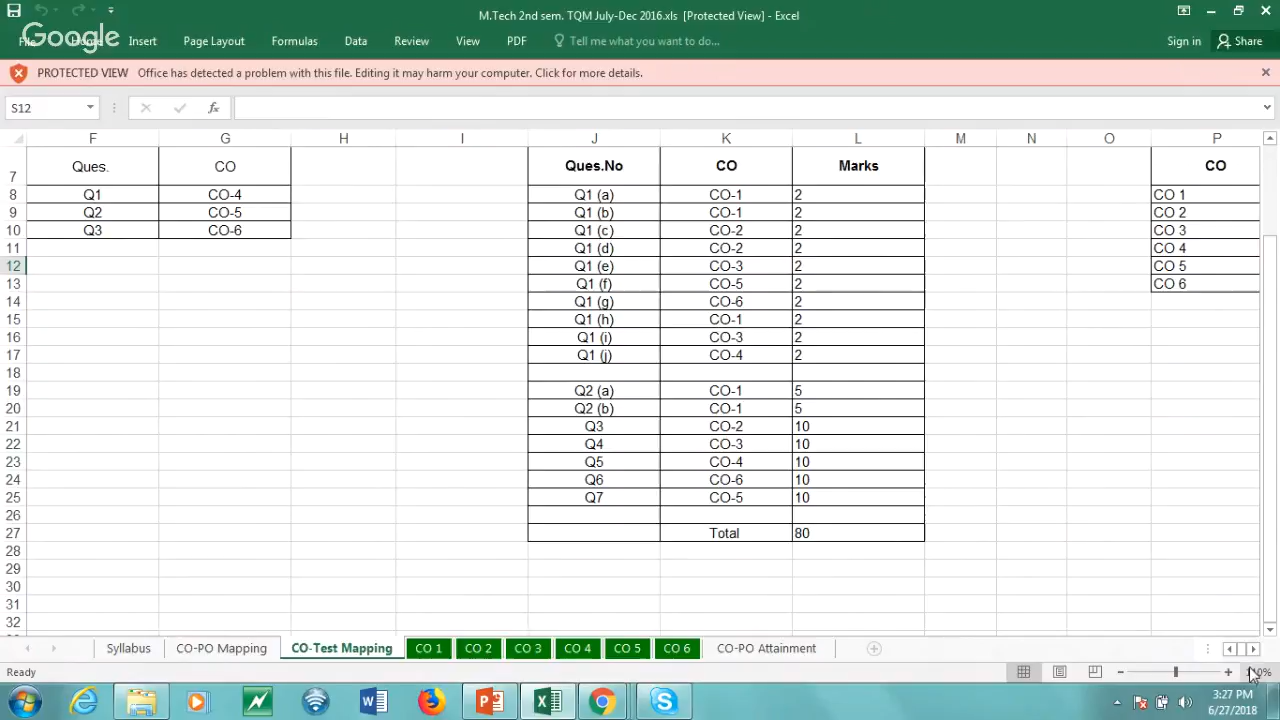 M.Tech 2nd sem. TQM July-Dec 2016.xls [Protected View] - Excel
Google
File Home Insert Page Layout Formulas Data Review View PDF Tell me what you want to do... Sign in Share
PROTECTED VIEW Office has detected a problem with this file. Editing it may harm your computer. Click for more details.
S12 fx
F G H I J K L M N O P
7 Ques. CO Ques.No CO Marks CO
8 Q1 CO-4 Q1 (a) CO-1 2 CO 1
9 Q2 CO-5 Q1 (b) CO-1 2 CO 2
10 Q3 CO-6 Q1 (c) CO-2 2 CO 3
11 Q1 (d) CO-2 2 CO 4
12 Q1 (e) CO-3 2 CO 5
13 Q1 (f) CO-5 2 CO 6
14 Q1 (g) CO-6 2
15 Q1 (h) CO-1 2
16 Q1 (i) CO-3 2
17 Q1 (j) CO-4 2
18
19 Q2 (a) CO-1 5
20 Q2 (b) CO-1 5
21 Q3 CO-2 10
22 Q4 CO-3 10
23 Q5 CO-4 10
24 Q6 CO-6 10
25 Q7 CO-5 10
26
27 Total 80
28
29
30
31
32
Syllabus CO-PO Mapping CO-Test Mapping CO 1 CO 2 CO 3 CO 4 CO 5 CO 6 CO-PO Attainment
Ready
3:27 PM
6/27/2018